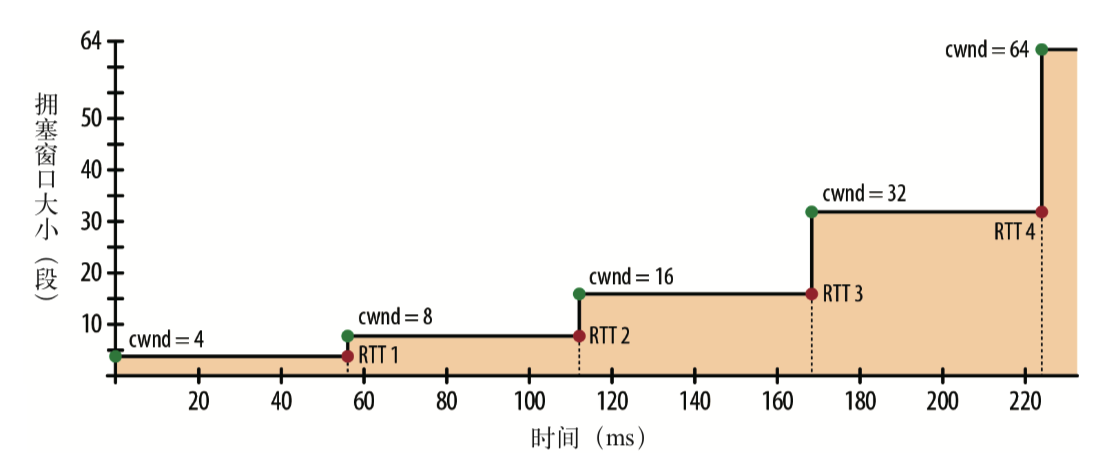 64
50
40
30
20
10
拥塞窗口大小（段）
cwnd = 4
cwnd = 8
cwnd = 16
cwnd = 32
cwnd = 64
RTT 1
RTT 2
RTT 3
RTT 4
20 40 60 80 100 120 140 160 180 200 220
时间（ms）